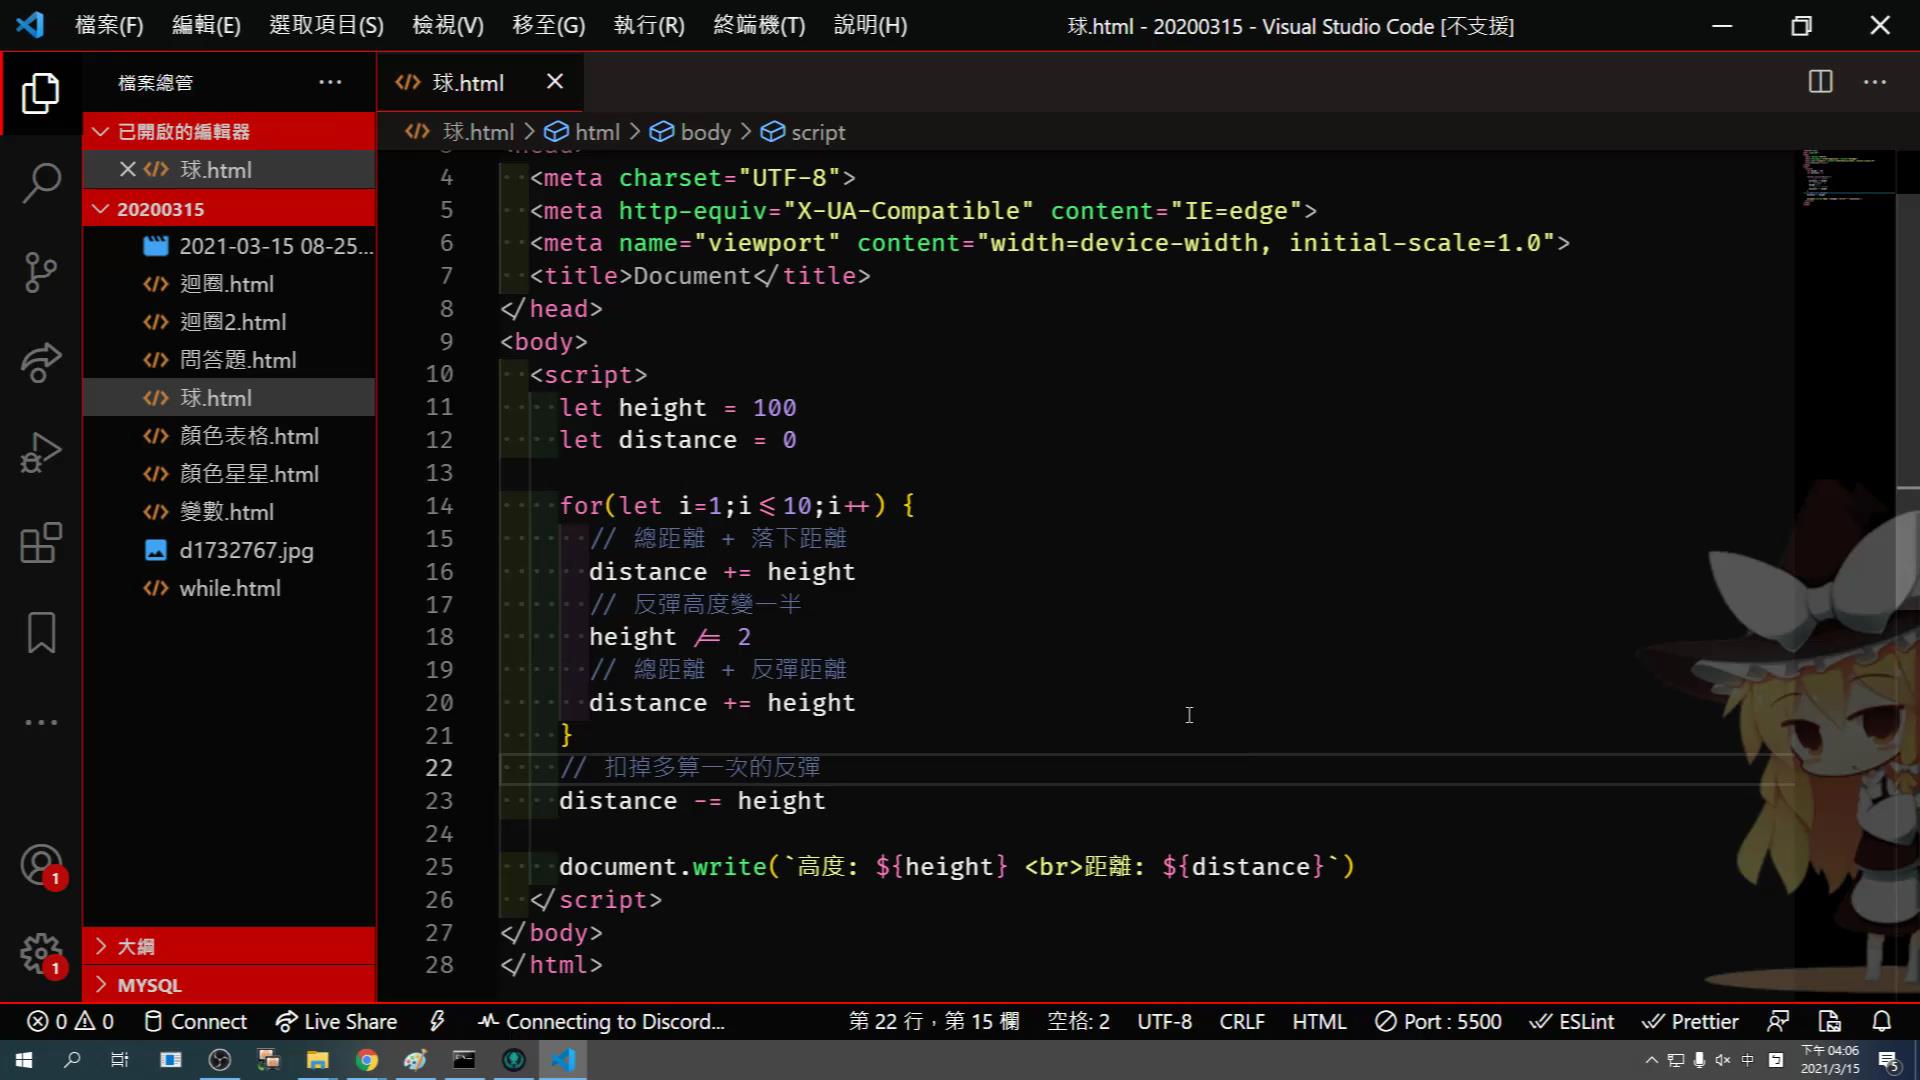 檔案(F) 編輯(E) 選取項目(S) 檢視(V) 移至(G) 執行(R) 終端機(T) 說明(H) 球.html - 20200315 - Visual Studio Code [不支援]
檔案總管
球.html
已開啟的編輯器
球.html
20200315
2021-03-15 08-25...
迴圈.html
迴圈2.html
問答題.html
球.html
顏色表格.html
顏色星星.html
變數.html
d1732767.jpg
while.html
大綱
MYSQL
1
1
球.html > html > body > script
4 <meta charset="UTF-8">
5 <meta http-equiv="X-UA-Compatible" content="IE=edge">
6 <meta name="viewport" content="width=device-width, initial-scale=1.0">
7 <title>Document</title>
8 </head>
9 <body>
10 <script>
11 let height = 100
12 let distance = 0
13
14 for(let i=1;i<=10;i++) {
15 // 總距離 + 落下距離
16 distance += height
17 // 反彈高度變一半
18 height /= 2
19 // 總距離 + 反彈距離
20 distance += height
21 }
22 // 扣掉多算一次的反彈
23 distance -= height
24
25 document.write(`高度: ${height} <br>距離: ${distance}`)
26 </script>
27 </body>
28 </html>
0 0 Connect Live Share Connecting to Discord... 第 22 行，第 15 欄 空格: 2 UTF-8 CRLF HTML Port : 5500 ESLint Prettier
中 下午 04:06
2021/3/15 5